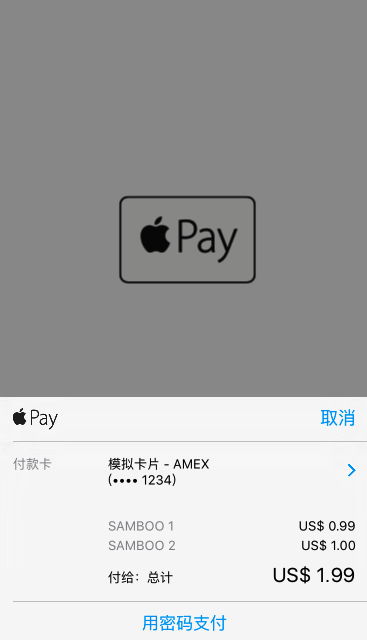 Pay
Pay
取消
付款卡
模拟卡片 - AMEX
(•••• 1234)
SAMBOO 1 US$ 0.99
SAMBOO 2 US$ 1.00
付给：总计 US$ 1.99
用密码支付